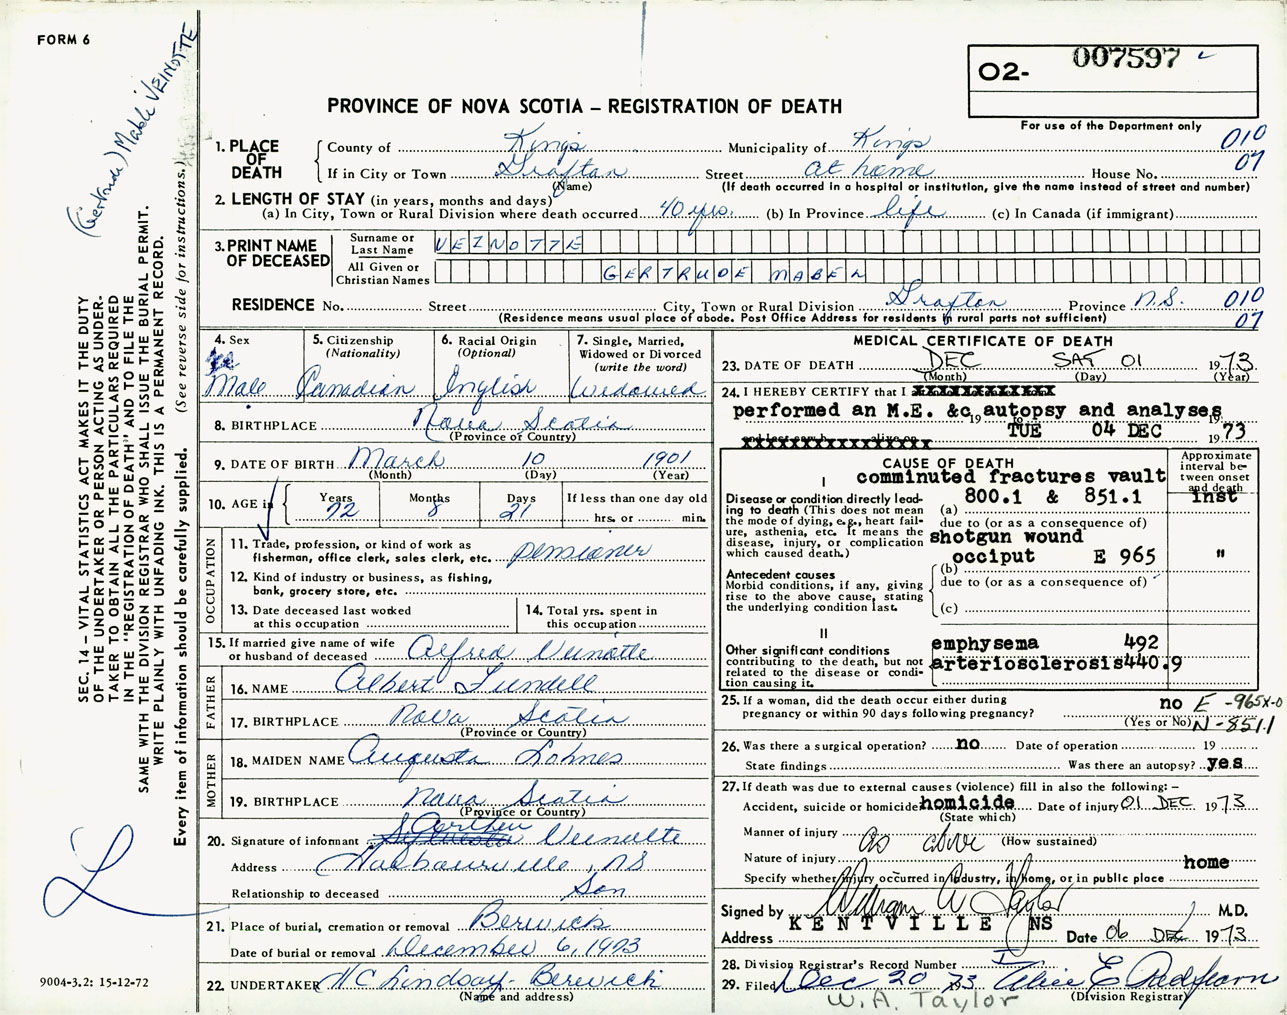 FORM 6
(Gertrude) Mabel VEINOTTE
SEC. 14 – VITAL STATISTICS ACT MAKES IT THE DUTY
OF THE UNDERTAKER OR PERSON ACTING AS UNDER-
TAKER TO OBTAIN ALL THE PARTICULARS REQUIRED
IN THE "REGISTRATION OF DEATH" AND TO FILE THE
SAME WITH THE DIVISION REGISTRAR WHO SHALL ISSUE THE BURIAL PERMIT.
WRITE PLAINLY WITH UNFADING INK. THIS IS A PERMANENT RECORD.
Every item of information should be carefully supplied. (See reverse side for instructions.)
9004-3.2: 15-12-72
O2- 007597
For use of the Department only
PROVINCE OF NOVA SCOTIA – REGISTRATION OF DEATH
010
07
1. PLACE OF DEATH
County of Kings Municipality of Kings
If in City or Town Grafton Street at home House No.
(Name) (If death occurred in a hospital or institution, give the name instead of street and number)
2. LENGTH OF STAY (in years, months and days)
(a) In City, Town or Rural Division where death occurred 40 yrs. (b) In Province life (c) In Canada (if immigrant)
3. PRINT NAME OF DECEASED
Surname or Last Name VEINOTTE
All Given or Christian Names GERTRUDE MABEL
RESIDENCE No. Street City, Town or Rural Division Grafton Province N.S. 010
(Residence means usual place of abode. Post Office Address for residents of rural parts not sufficient) 07
4. Sex 5. Citizenship (Nationality) 6. Racial Origin (Optional) 7. Single, Married, Widowed or Divorced (write the word)
Male Canadian English Widowed
8. BIRTHPLACE Nova Scotia
(Province or Country)
9. DATE OF BIRTH March 10 1901
(Month) (Day) (Year)
10. AGE in Years Months Days If less than one day old
72 8 21 hrs. or min.
OCCUPATION
11. Trade, profession, or kind of work as
fisherman, office clerk, sales clerk, etc. pensioner
12. Kind of industry or business, as fishing,
bank, grocery store, etc.
13. Date deceased last worked
at this occupation
14. Total yrs. spent in
this occupation
15. If married give name of wife
or husband of deceased Alfred Veinotte
FATHER
16. NAME Albert Lundell
17. BIRTHPLACE Nova Scotia
(Province or Country)
MOTHER
18. MAIDEN NAME Augusta Lohnes
19. BIRTHPLACE Nova Scotia
(Province or Country)
20. Signature of informant Veinotte
Address Harbourville, NS
Relationship to deceased Son
21. Place of burial, cremation or removal Berwick
Date of burial or removal December 6, 1973
22. UNDERTAKER HC Lindsay - Berwick
(Name and address)
MEDICAL CERTIFICATE OF DEATH
23. DATE OF DEATH DEC SAT 01 1973
(Month) (Day) (Year)
24. I HEREBY CERTIFY that I
performed an M.E. &c, autopsy and analyses
19 19
TUE 04 DEC 1973
CAUSE OF DEATH
Approximate interval between onset and death
I
comminuted fractures vault
Disease or condition directly lead-
ing to death (This does not mean
the mode of dying, e.g., heart fail-
ure, asthenia, etc. It means the
disease, injury, or complication
which caused death.)
(a) 800.1 & 851.1 inst
due to (or as a consequence of)
shotgun wound
(b) occiput E 965 "
due to (or as a consequence of)
(c)
Antecedent causes
Morbid conditions, if any, giving
rise to the above cause, stating
the underlying condition last.
II
Other significant conditions
contributing to the death, but not
related to the disease or condi-
tion causing it.
emphysema 492
arteriosclerosis440.9
25. If a woman, did the death occur either during
pregnancy or within 90 days following pregnancy? no
(Yes or No)
E -965x-0
N-851.1
26. Was there a surgical operation? no Date of operation 19
State findings Was there an autopsy? yes
27. If death was due to external causes (violence) fill in also the following: –
Accident, suicide or homicide homicide Date of injury 01 DEC 1973
(State which)
Manner of injury as above (How sustained)
Nature of injury
Specify whether injury occurred in industry, in home, or in public place home
Signed by William A Taylor M.D.
Address KENTVILLE NS Date 06 DEC 1973
28. Division Registrar's Record Number
29. Filed Dec 20 1973 Alice E
(Division Registrar)
W.A. Taylor